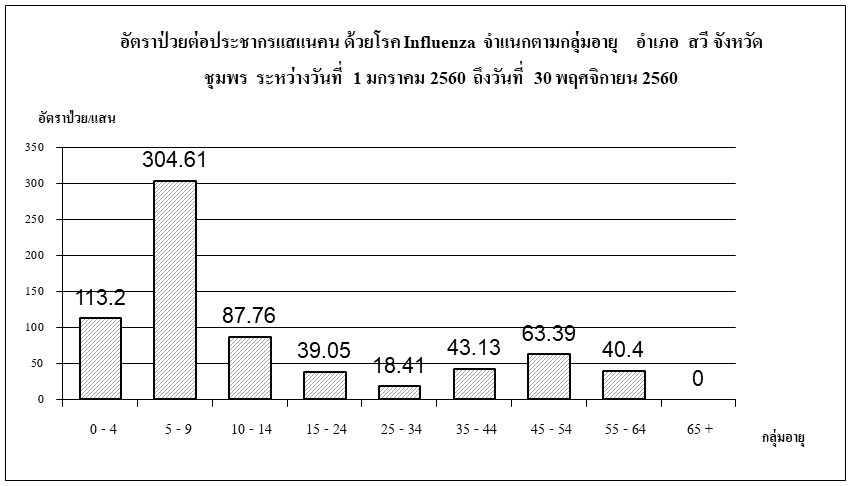 อัตราป่วยต่อประชากรแสแนคน ด้วยโรค Influenza จำแนกตามกลุ่มอายุ อำเภอ สวี จังหวัด
ชุมพร ระหว่างวันที่ 1 มกราคม 2560 ถึงวันที่ 30 พฤศจิกายน 2560
อัตราป่วย/แสน
350
300
250
200
150
100
50
0
113.2
304.61
87.76
39.05
18.41
43.13
63.39
40.4
0
0 - 4
5 - 9
10 - 14
15 - 24
25 - 34
35 - 44
45 - 54
55 - 64
65 +
กลุ่มอายุ